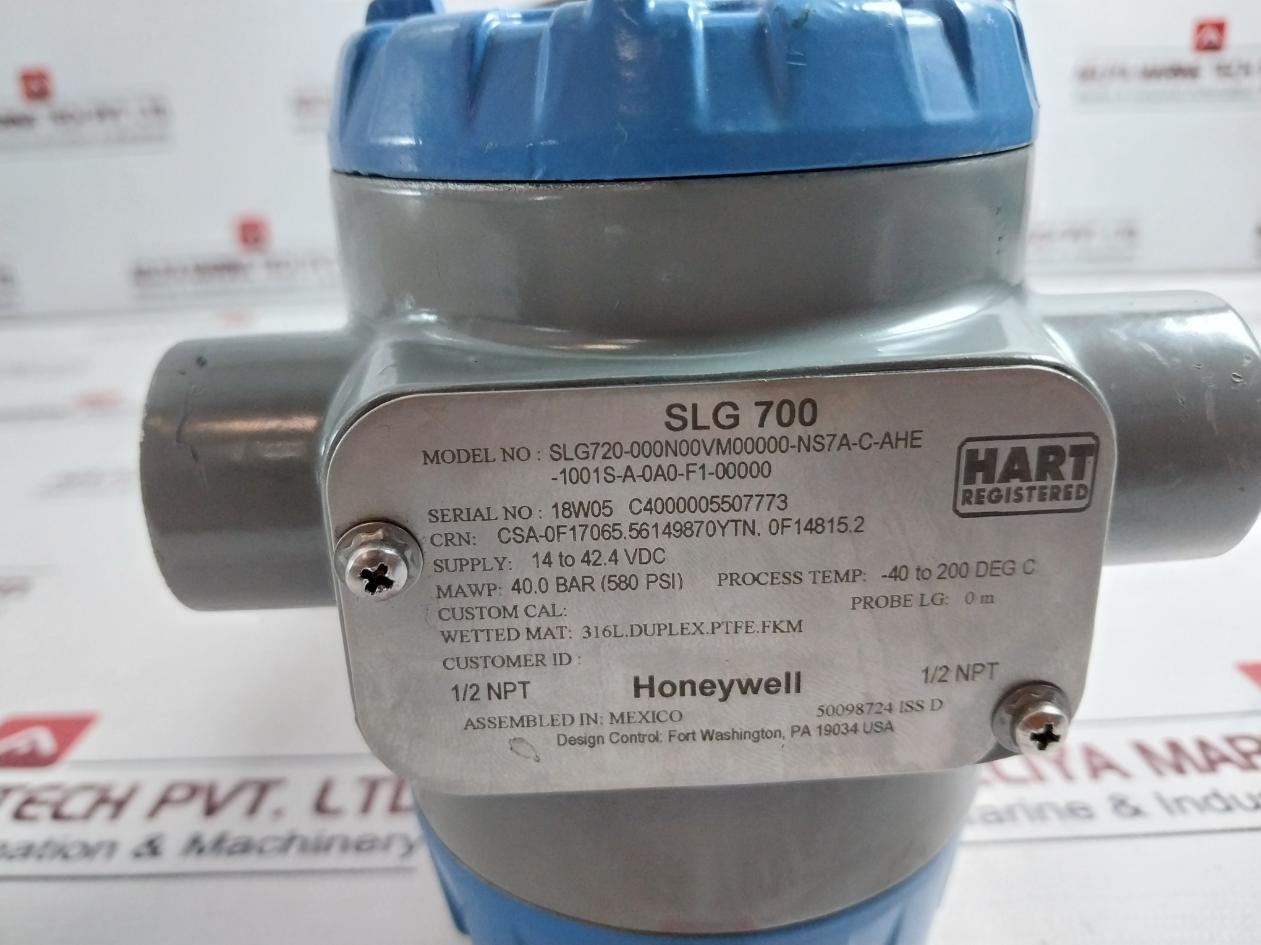 SLG 700
MODEL NO : SLG720-000N00VM00000-NS7A-C-AHE
-1001S-A-0A0-F1-00000
HART
REGISTERED
SERIAL NO : 18W05 C4000005507773
CRN: CSA-0F17065.56149870YTN, 0F14815.2
SUPPLY: 14 to 42.4 VDC
MAWP: 40.0 BAR (580 PSI) PROCESS TEMP: -40 to 200 DEG C
CUSTOM CAL: PROBE LG: 0 m
WETTED MAT: 316L.DUPLEX.PTFE.FKM
CUSTOMER ID :
1/2 NPT Honeywell 1/2 NPT
ASSEMBLED IN: MEXICO 50098724 ISS D
Design Control: Fort Washington, PA 19034 USA
TECH PVT. LTD
ation & Machinery
LIYA MAR
arine & Indu